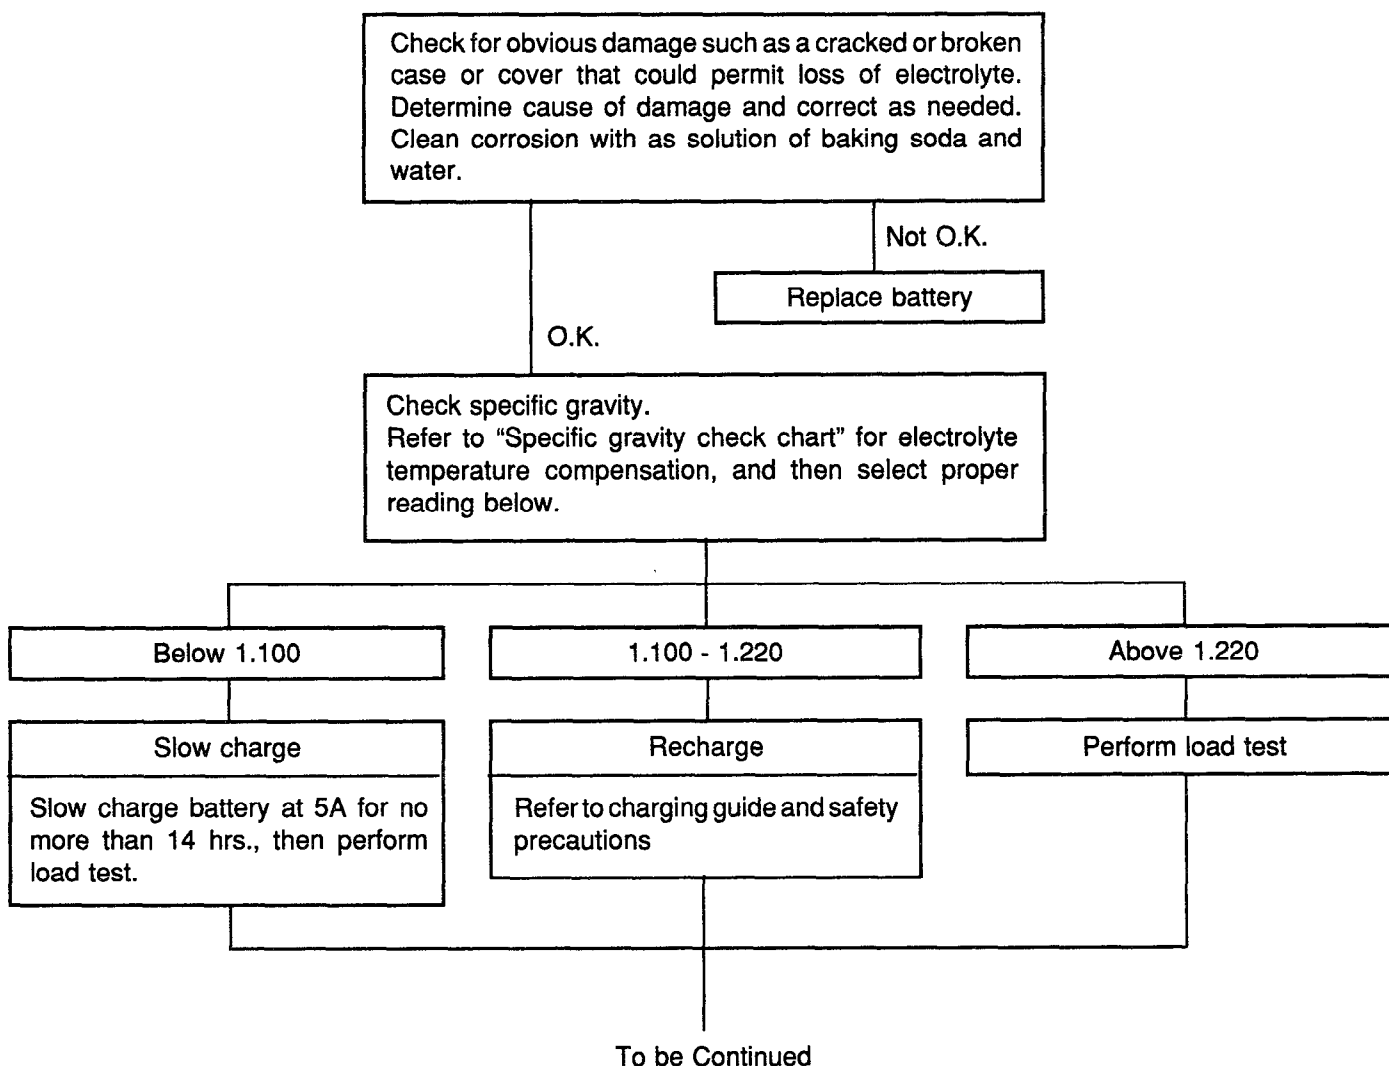 Check for obvious damage such as a cracked or broken
case or cover that could permit loss of electrolyte.
Determine cause of damage and correct as needed.
Clean corrosion with as solution of baking soda and
water.
Not O.K.
Replace battery
O.K.
Check specific gravity.
Refer to “Specific gravity check chart” for electrolyte
temperature compensation, and then select proper
reading below.
Below 1.100
1.100 - 1.220
Above 1.220
Slow charge
Slow charge battery at 5A for no
more than 14 hrs., then perform
load test.
Recharge
Refer to charging guide and safety
precautions
Perform load test
To be Continued